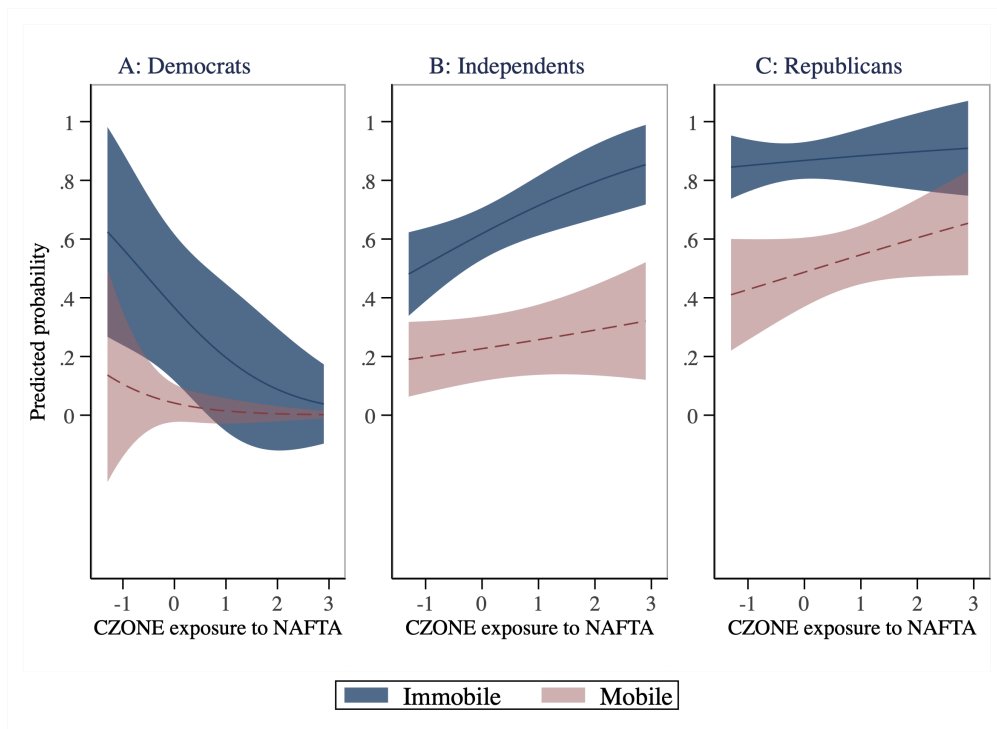 A: Democrats
B: Independents
C: Republicans
Predicted probability
1
.8
.6
.4
.2
0
1
.8
.6
.4
.2
0
1
.8
.6
.4
.2
0
-1 0 1 2 3
-1 0 1 2 3
-1 0 1 2 3
CZONE exposure to NAFTA
CZONE exposure to NAFTA
CZONE exposure to NAFTA
Immobile Mobile